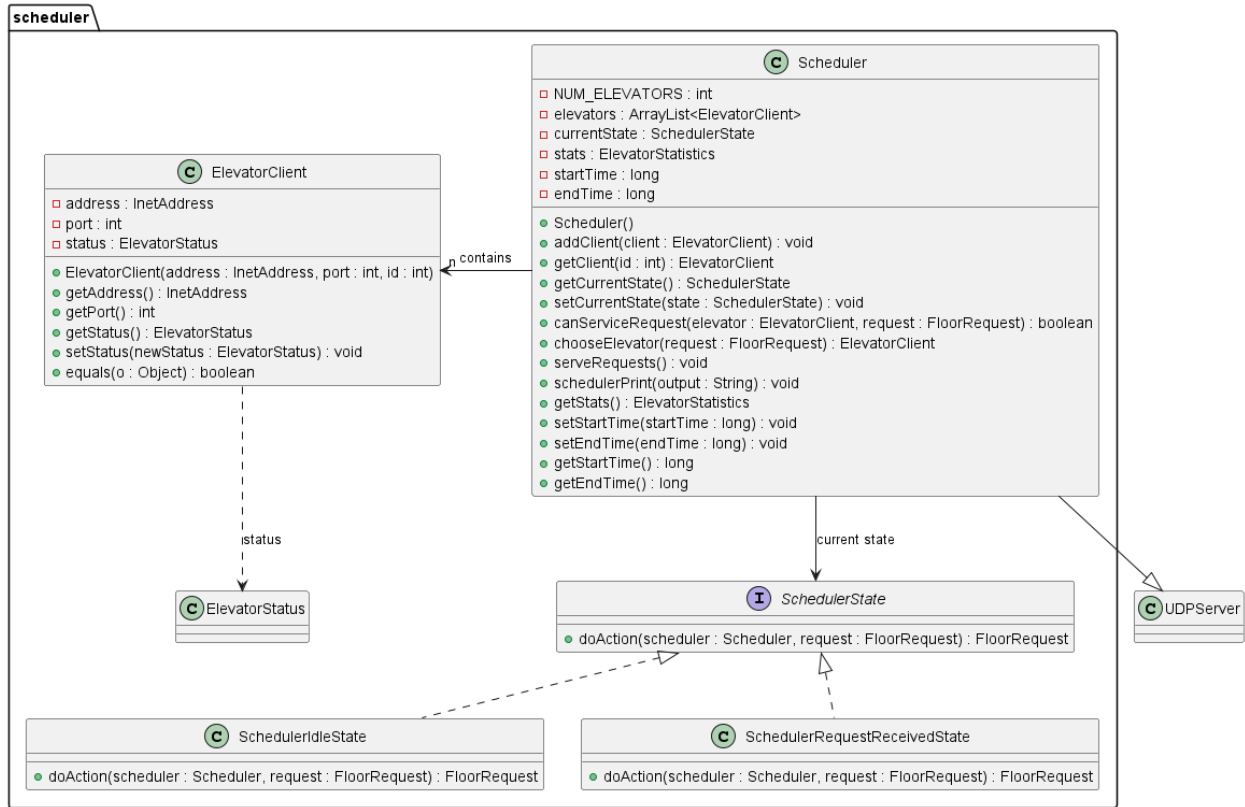 scheduler
C Scheduler
NUM_ELEVATORS : int
elevators : ArrayList<ElevatorClient>
currentState : SchedulerState
stats : ElevatorStatistics
startTime : long
endTime : long
Scheduler()
addClient(client : ElevatorClient) : void
getClient(id : int) : ElevatorClient
getCurrentState() : SchedulerState
setCurrentState(state : SchedulerState) : void
canServiceRequest(elevator : ElevatorClient, request : FloorRequest) : boolean
chooseElevator(request : FloorRequest) : ElevatorClient
serveRequests() : void
schedulerPrint(output : String) : void
getStats() : ElevatorStatistics
setStartTime(startTime : long) : void
setEndTime(endTime : long) : void
getStartTime() : long
getEndTime() : long
C ElevatorClient
address : InetAddress
port : int
status : ElevatorStatus
ElevatorClient(address : InetAddress, port : int, id : int)
getAddress() : InetAddress
getPort() : int
getStatus() : ElevatorStatus
setStatus(newStatus : ElevatorStatus) : void
equals(o : Object) : boolean
n contains
status
current state
C ElevatorStatus
I SchedulerState
doAction(scheduler : Scheduler, request : FloorRequest) : FloorRequest
C UDPServer
C SchedulerIdleState
doAction(scheduler : Scheduler, request : FloorRequest) : FloorRequest
C SchedulerRequestReceivedState
doAction(scheduler : Scheduler, request : FloorRequest) : FloorRequest